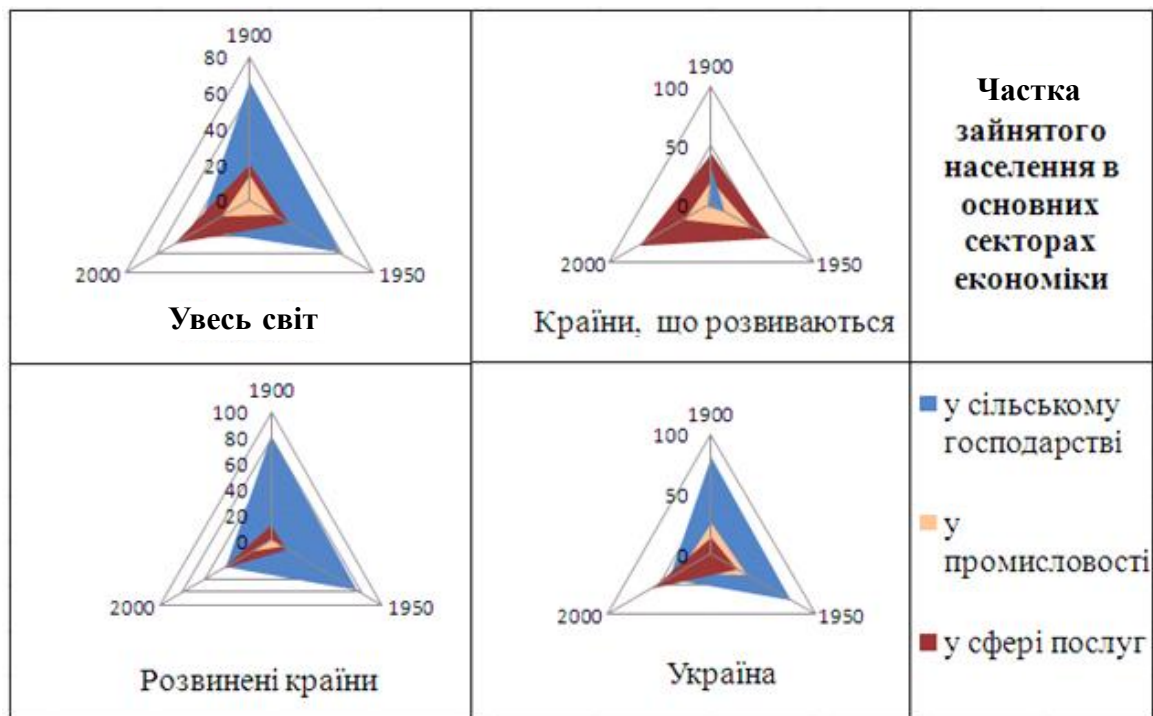 1900
80
60
40
20
0
2000
1950
Увесь світ
1900
100
50
0
2000
1950
Країни, що розвиваються
Частка
зайнятого
населення в
основних
секторах
економіки
1900
100
80
60
40
20
0
2000
1950
Розвинені країни
1900
100
50
0
2000
1950
Україна
у сільському
господарстві
у
промисловості
у сфері послуг